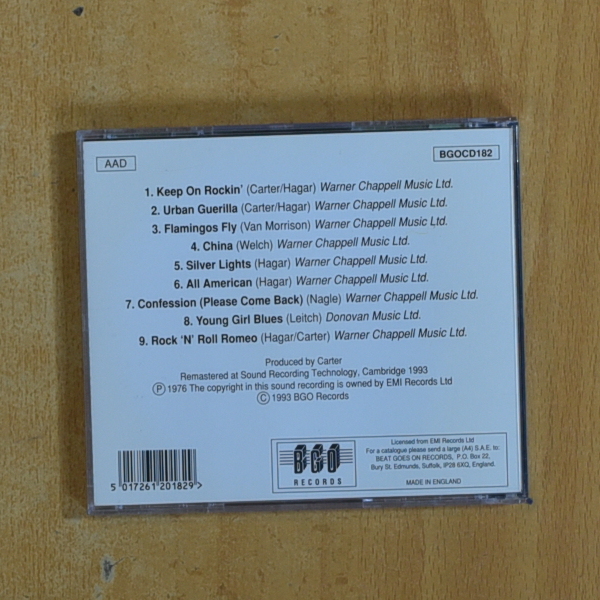 AAD
BGOCD182
1. Keep On Rockin' (Carter/Hagar) Warner Chappell Music Ltd.
2. Urban Guerilla (Carter/Hagar) Warner Chappell Music Ltd.
3. Flamingos Fly (Van Morrison) Warner Chappell Music Ltd.
4. China (Welch) Warner Chappell Music Ltd.
5. Silver Lights (Hagar) Warner Chappell Music Ltd.
6. All American (Hagar) Warner Chappell Music Ltd.
7. Confession (Please Come Back) (Nagle) Warner Chappell Music Ltd.
8. Young Girl Blues (Leitch) Donovan Music Ltd.
9. Rock 'N' Roll Romeo (Hagar/Carter) Warner Chappell Music Ltd.
Produced by Carter
Remastered at Sound Recording Technology, Cambridge 1993
Ⓟ 1976 The copyright in this sound recording is owned by EMI Records Ltd
© 1993 BGO Records
5 017261 201829>
BGO
RECORDS
Licensed from EMI Records Ltd
For a catalogue please send a large (A4) S.A.E. to:
BEAT GOES ON RECORDS, P.O. Box 22,
Bury St. Edmunds, Suffolk, IP28 6XQ, England.
MADE IN ENGLAND